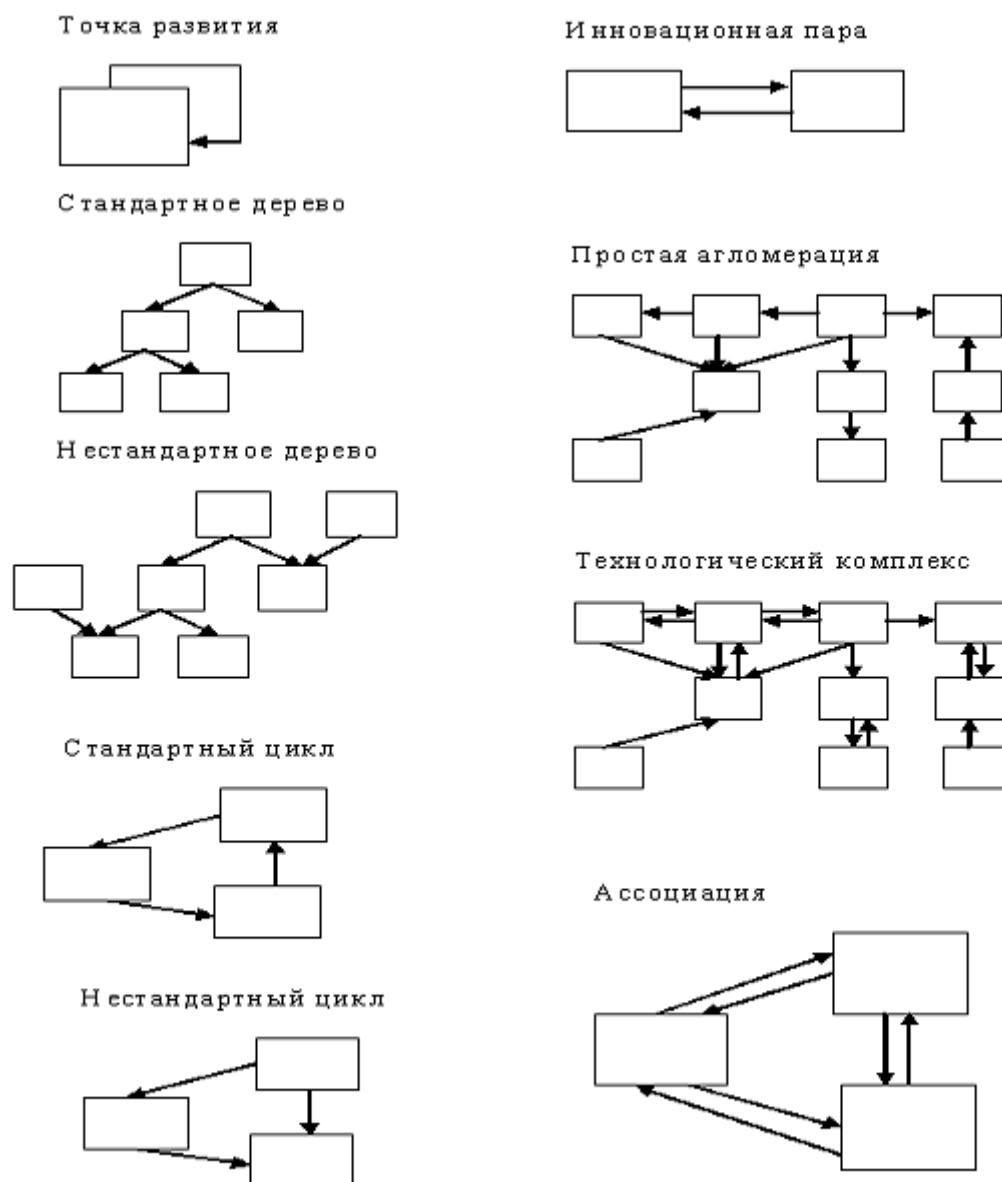 Точка развития
Инновационная пара
Стандартное дерево
Простая агломерация
Нестандартное дерево
Технологический комплекс
Стандартный цикл
Ассоциация
Нестандартный цикл